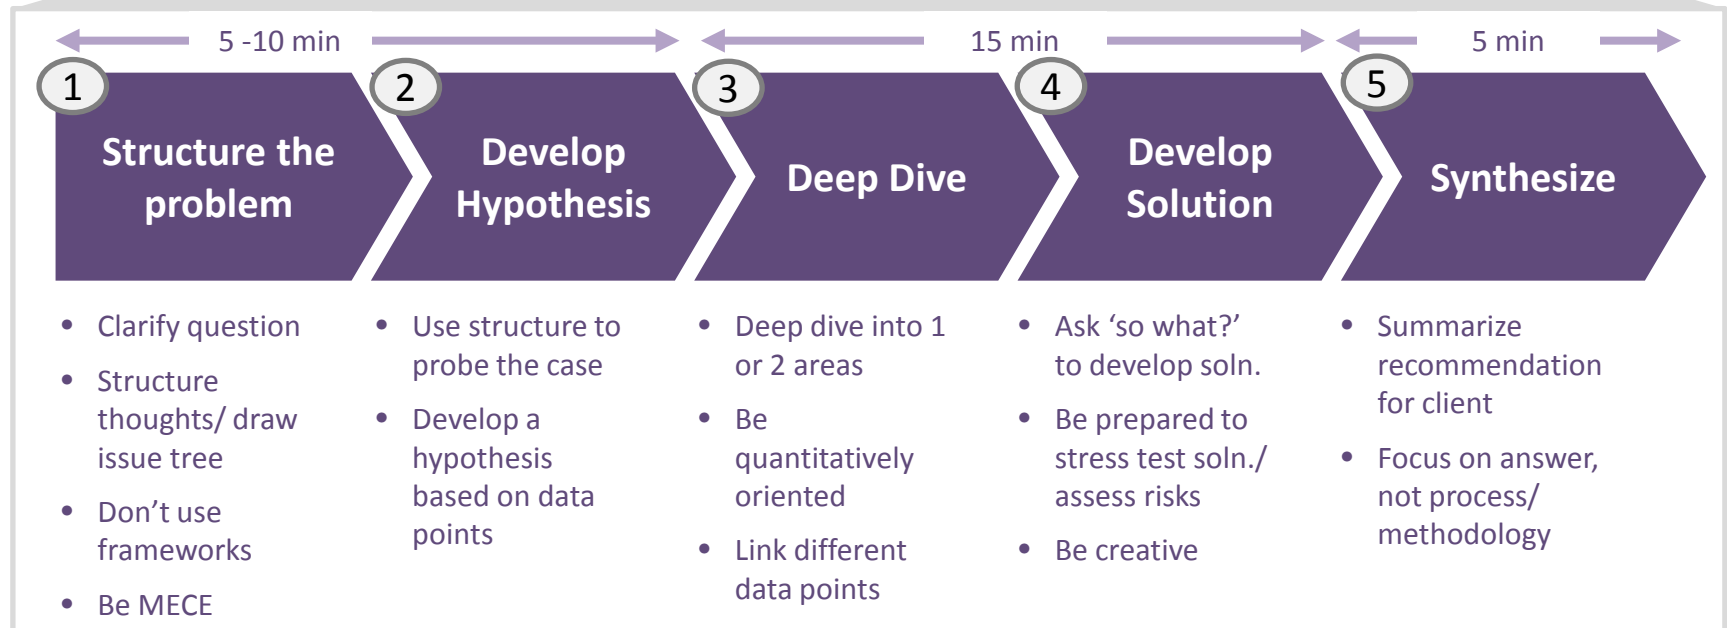 5 -10 min
15 min
5 min
1
Structure the
problem
2
Develop
Hypothesis
3
Deep Dive
4
Develop
Solution
5
Synthesize
• Clarify question
• Structure
thoughts/ draw
issue tree
• Don’t use
frameworks
• Be MECE
• Use structure to
probe the case
• Develop a
hypothesis
based on data
points
• Deep dive into 1
or 2 areas
• Be
quantitatively
oriented
• Link different
data points
• Ask ‘so what?’
to develop soln.
• Be prepared to
stress test soln./
assess risks
• Be creative
• Summarize
recommendation
for client
• Focus on answer,
not process/
methodology